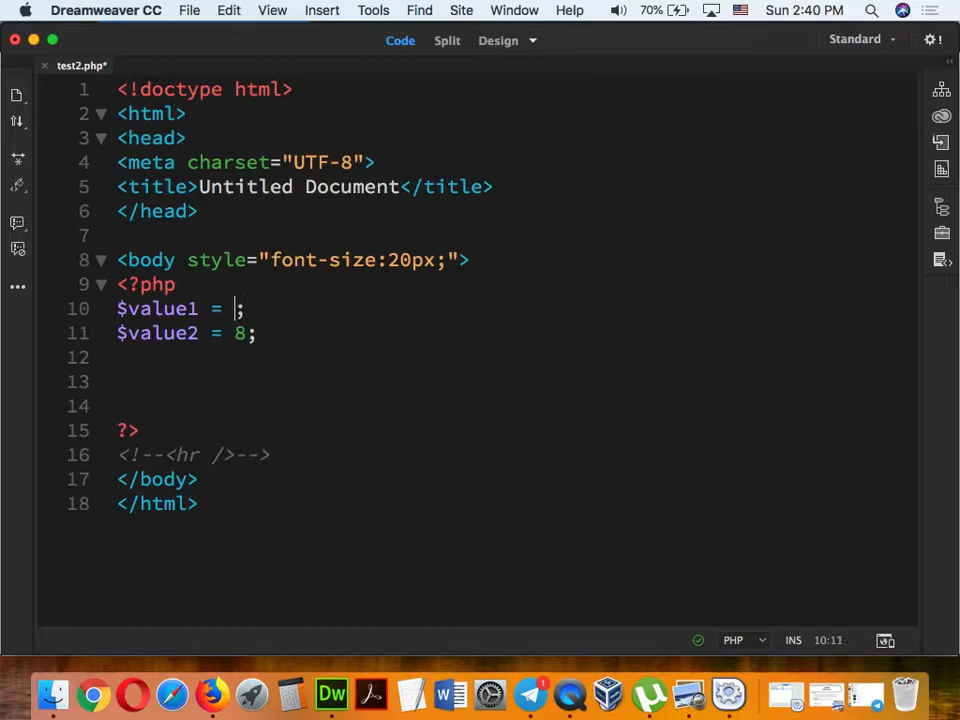 Dreamweaver CC File Edit View Insert Format Tools Find Site Window Help 70% Sun 2:40 PM
Code Split Design Standard
test2.php*
1 <!doctype html>
2 <html>
3 <head>
4 <meta charset="UTF-8">
5 <title>Untitled Document</title>
6 </head>
7
8 <body style="font-size:20px;">
9 <?php
10 $value1 = ;
11 $value2 = 8;
12
13
14
15 ?>
16 <!--<hr />-->
17 </body>
18 </html>
PHP INS 10:11
Dw W 1